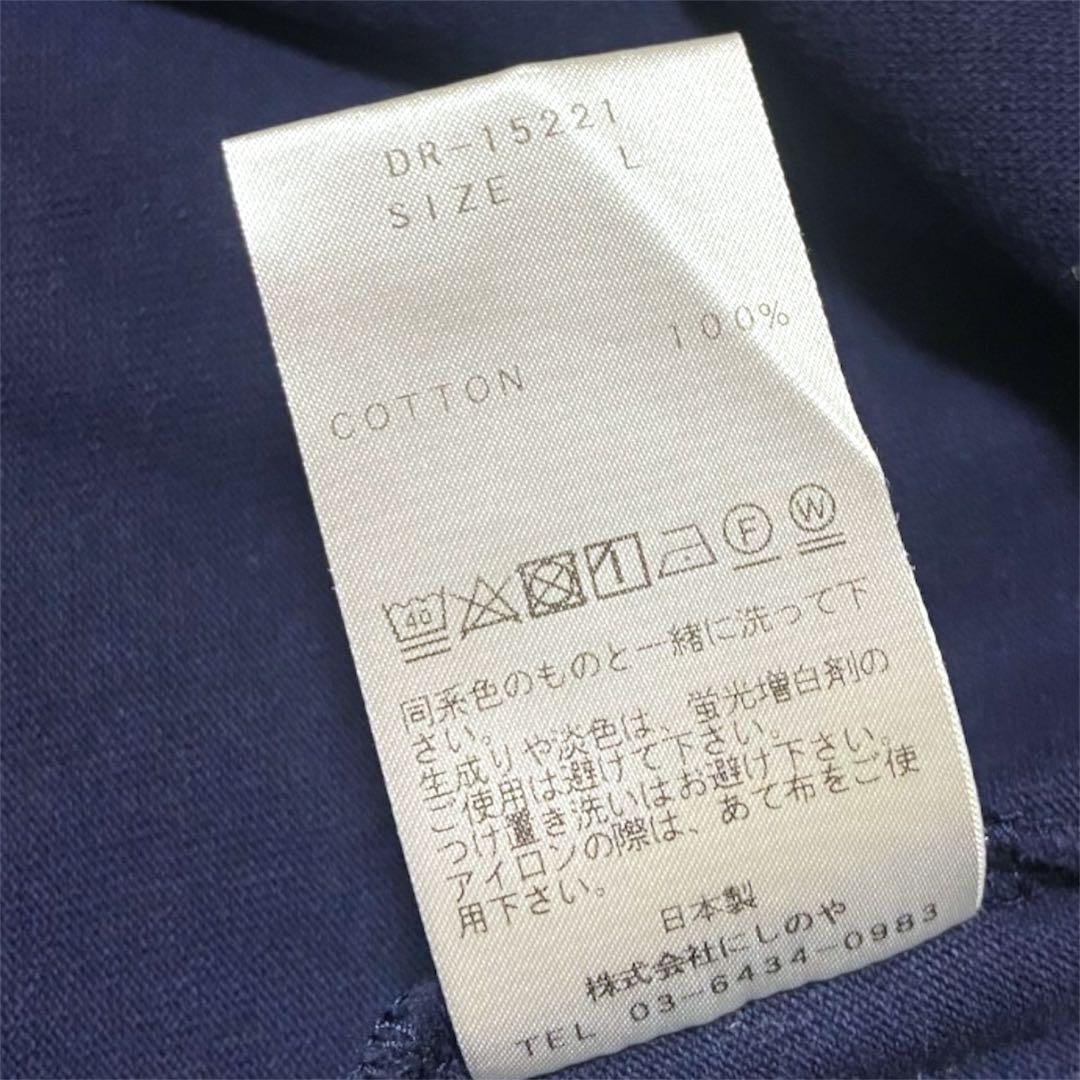 DR-15221
SIZE L
COTTON 100%
40 F W
同系色のものと一緒に洗って下
さい。
生成りや淡色は、蛍光増白剤の
ご使用は避けて下さい。
つけ置き洗いはお避け下さい。
アイロンの際は、あて布をご使
用下さい。
日本製
株式会社にしのや
TEL 03-6434-0983